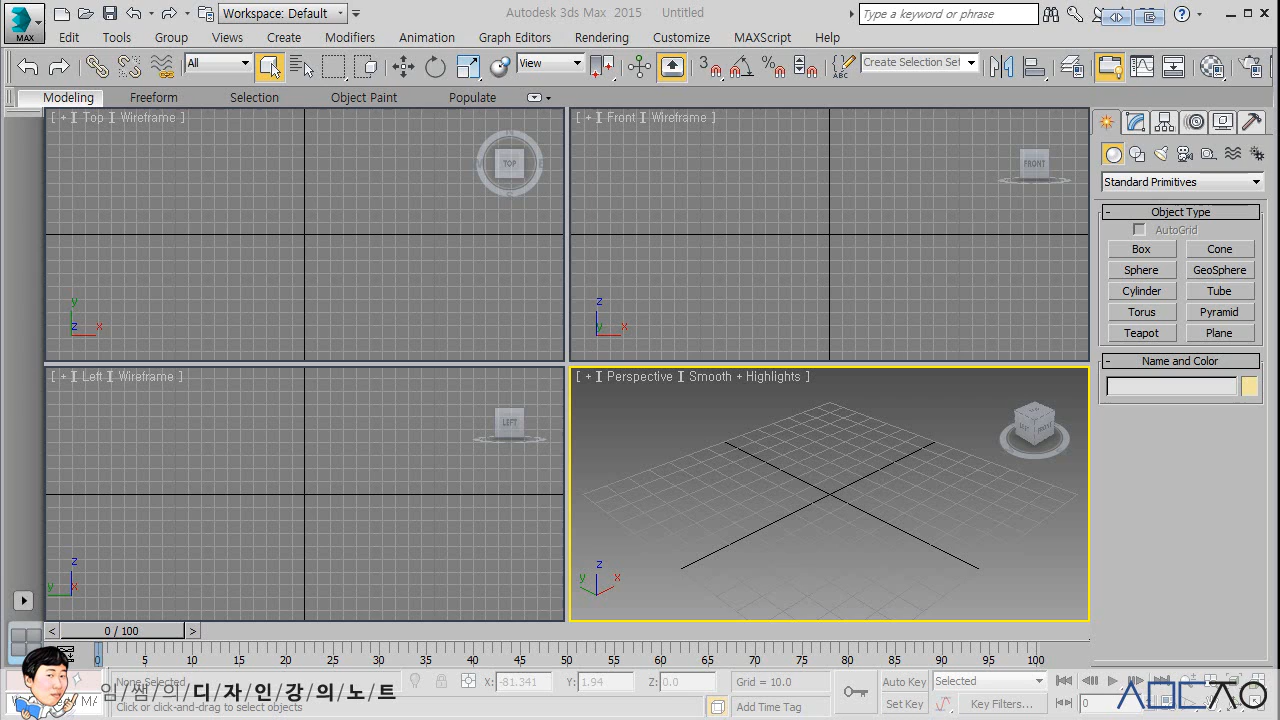 Workspace: Default
Autodesk 3ds Max 2015 Untitled
Type a keyword or phrase
MAX
Edit Tools Group Views Create Modifiers Animation Graph Editors Rendering Customize MAXScript Help
All
View
3
Create Selection Set
ABC
Modeling Freeform Selection Object Paint Populate
[ + ] Top ] Wireframe ]
TOP
y
z x
[ + ] Front ] Wireframe ]
FRONT
z
y x
[ + ] Left ] Wireframe ]
LEFT
z
y x
[ + ] Perspective ] Smooth + Highlights ]
z
y x
Standard Primitives
- Object Type
AutoGrid
Box Cone
Sphere GeoSphere
Cylinder Tube
Torus Pyramid
Teapot Plane
- Name and Color
< 0 / 100 >
0 5 10 15 20 25 30 35 40 45 50 55 60 65 70 75 80 85 90 95 100
None Selected
X: -81.341 Y: 1.94 Z: 0.0 Grid = 10.0
Auto Key Selected
임/쌤의/디/자/인/강/의/노/트
Click or click-and-drag to select objects
Add Time Tag
Set Key Key Filters...
0